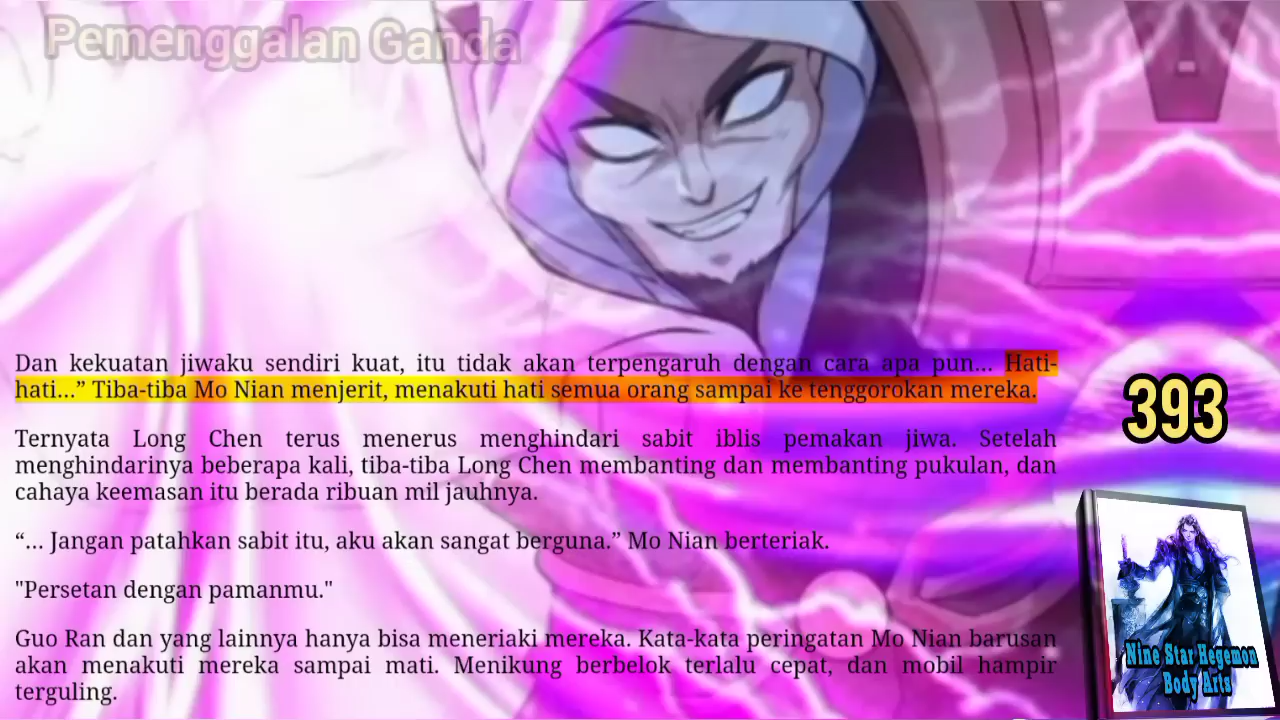 Pemenggalan Ganda
Dan kekuatan jiwaku sendiri kuat, itu tidak akan terpengaruh dengan cara apa pun... Hati-
hati...” Tiba-tiba Mo Nian menjerit, menakuti hati semua orang sampai ke tenggorokan mereka.
Ternyata Long Chen terus menerus menghindari sabit iblis pemakan jiwa. Setelah
menghindarinya beberapa kali, tiba-tiba Long Chen membanting dan membanting pukulan, dan
cahaya keemasan itu berada ribuan mil jauhnya.
“... Jangan patahkan sabit itu, aku akan sangat berguna.” Mo Nian berteriak.
"Persetan dengan pamanmu."
Guo Ran dan yang lainnya hanya bisa meneriaki mereka. Kata-kata peringatan Mo Nian barusan
akan menakuti mereka sampai mati. Menikung berbelok terlalu cepat, dan mobil hampir
terguling.
393
Nine Star Hegemon
Body Arts